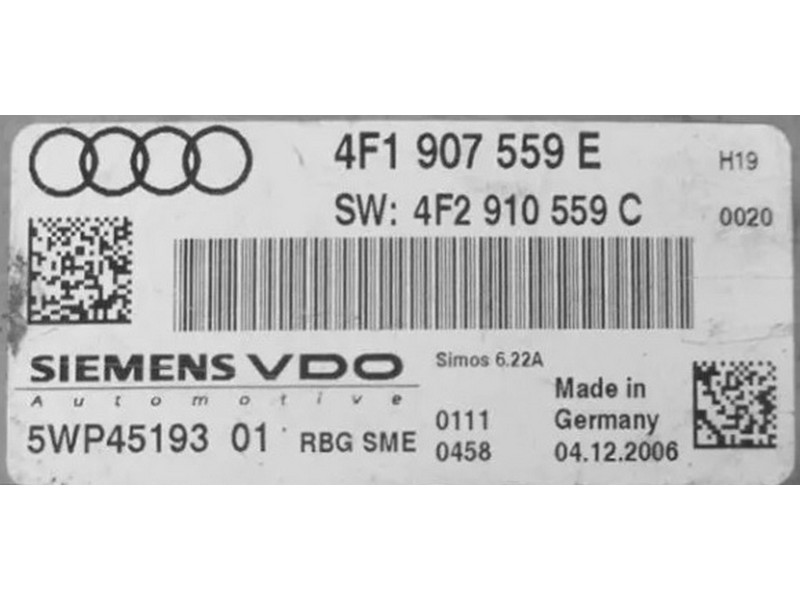 4F1 907 559 E
H19
SW: 4F2 910 559 C
0020
SIEMENS VDO
Automotive
Simos 6.22A
5WP45193 01 RBG SME
0111
0458
Made in
Germany
04.12.2006